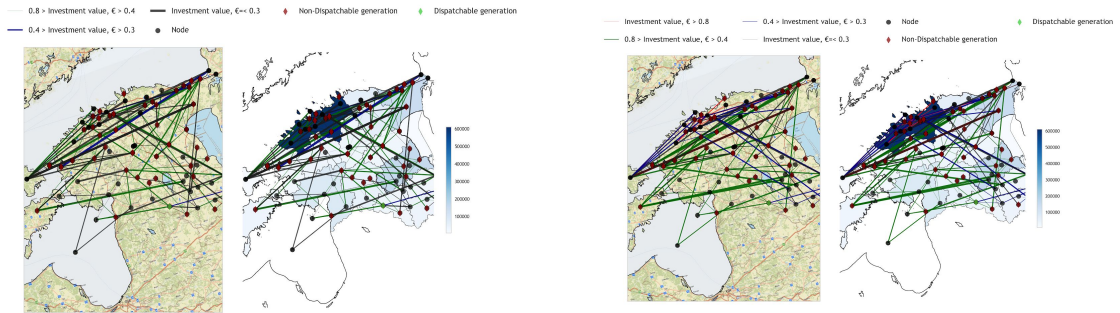 0.8 > Investment value, € > 0.4
Investment value, €=< 0.3
Non-Dispatchable generation
Dispatchable generation
0.4 > Investment value, € > 0.3
Node
600000
500000
400000
300000
200000
100000
Investment value, € > 0.8
0.4 > Investment value, € > 0.3
Node
Dispatchable generation
0.8 > Investment value, € > 0.4
Investment value, €=< 0.3
Non-Dispatchable generation
600000
500000
400000
300000
200000
100000